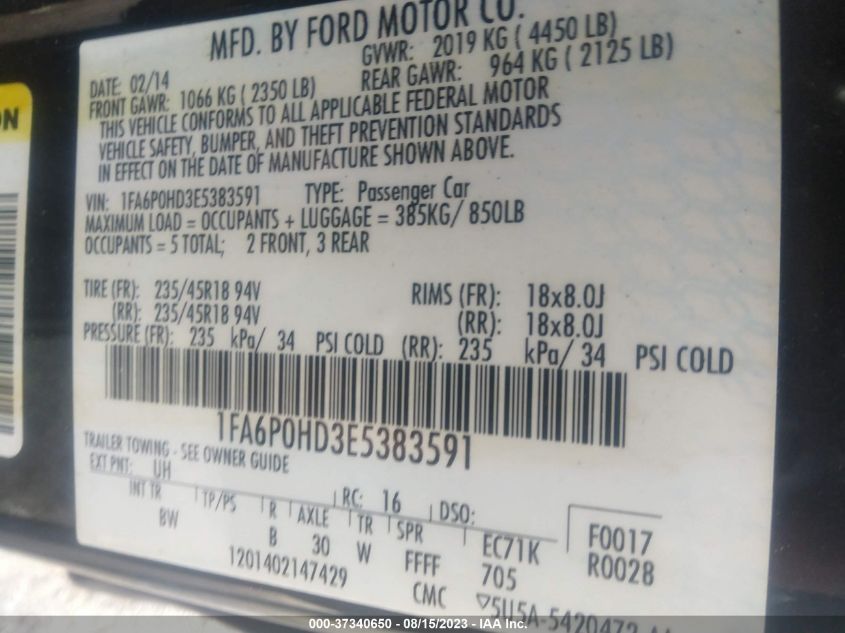 ON
MFD. BY FORD MOTOR CO.
DATE: 02/14 GVWR: 2019 KG ( 4450 LB)
FRONT GAWR: 1066 KG ( 2350 LB) REAR GAWR: 964 KG ( 2125 LB)
THIS VEHICLE CONFORMS TO ALL APPLICABLE FEDERAL MOTOR
VEHICLE SAFETY, BUMPER, AND THEFT PREVENTION STANDARDS
IN EFFECT ON THE DATE OF MANUFACTURE SHOWN ABOVE.
VIN: 1FA6P0HD3E5383591 TYPE: Passenger Car
MAXIMUM LOAD = OCCUPANTS + LUGGAGE = 385KG/ 850LB
OCCUPANTS = 5 TOTAL; 2 FRONT, 3 REAR
TIRE (FR): 235/45R18 94V RIMS (FR): 18x8.0J
(RR): 235/45R18 94V (RR): 18x8.0J
PRESSURE (FR): 235 kPa/ 34 PSI COLD (RR): 235 kPa/ 34 PSI COLD
1FA6P0HD3E5383591
TRAILER TOWING - SEE OWNER GUIDE
EXT PNT: UH RC: 16 DSO: F0017
INT TR TP/PS R AXLE TR SPR EC71K R0028
BW B 30 W FFFF 705
1201402147429 CMC
000-37340650 - 08/15/2023 - IAA Inc.